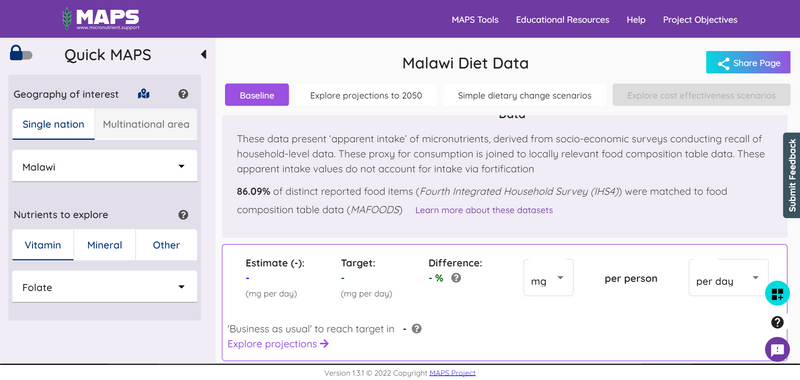 MAPS
www.micronutrient.support
MAPS Tools
Educational Resources
Help
Project Objectives
Quick MAPS
Geography of interest
Single nation
Multinational area
Malawi
Nutrients to explore
Vitamin
Mineral
Other
Folate
Malawi Diet Data
Share Page
Baseline
Explore projections to 2050
Simple dietary change scenarios
Explore cost effectiveness scenarios
Data
These data present 'apparent intake' of micronutrients, derived from socio-economic surveys conducting recall of
household-level data. These proxy for consumption is joined to locally relevant food composition table data. These
apparent intake values do not account for intake via fortification
86.09% of distinct reported food items (Fourth Integrated Household Survey (IHS4)) were matched to food
composition table data (MAFOODS) Learn more about these datasets
Estimate (-):
-
(mg per day)
Target:
-
(mg per day)
Difference:
- % ?
mg
per person
per day
'Business as usual' to reach target in - ?
Explore projections →
Submit Feedback
Version 1.3.1 © 2022 Copyright MAPS Project